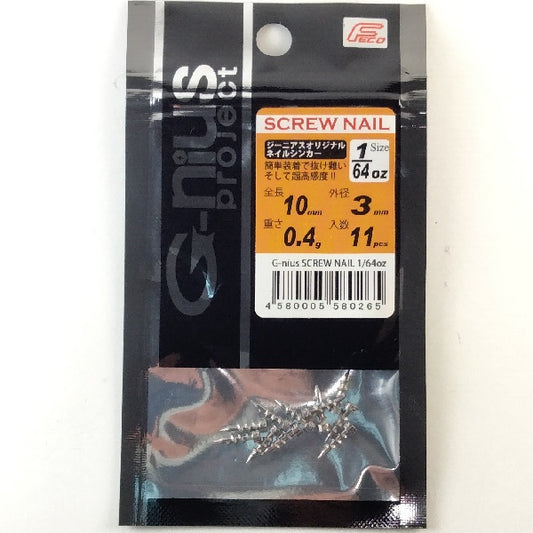 G-nius
project
FECO
SCREW NAIL
ジーニアスオリジナル
ネイルシンカー
簡単装着で抜け難い
そして超高感度!!
Size
1/64oz
全長 10mm
外径 3mm
重さ 0.4g
入数 11pcs
G-nius SCREW NAIL 1/64oz
4 580005 580265